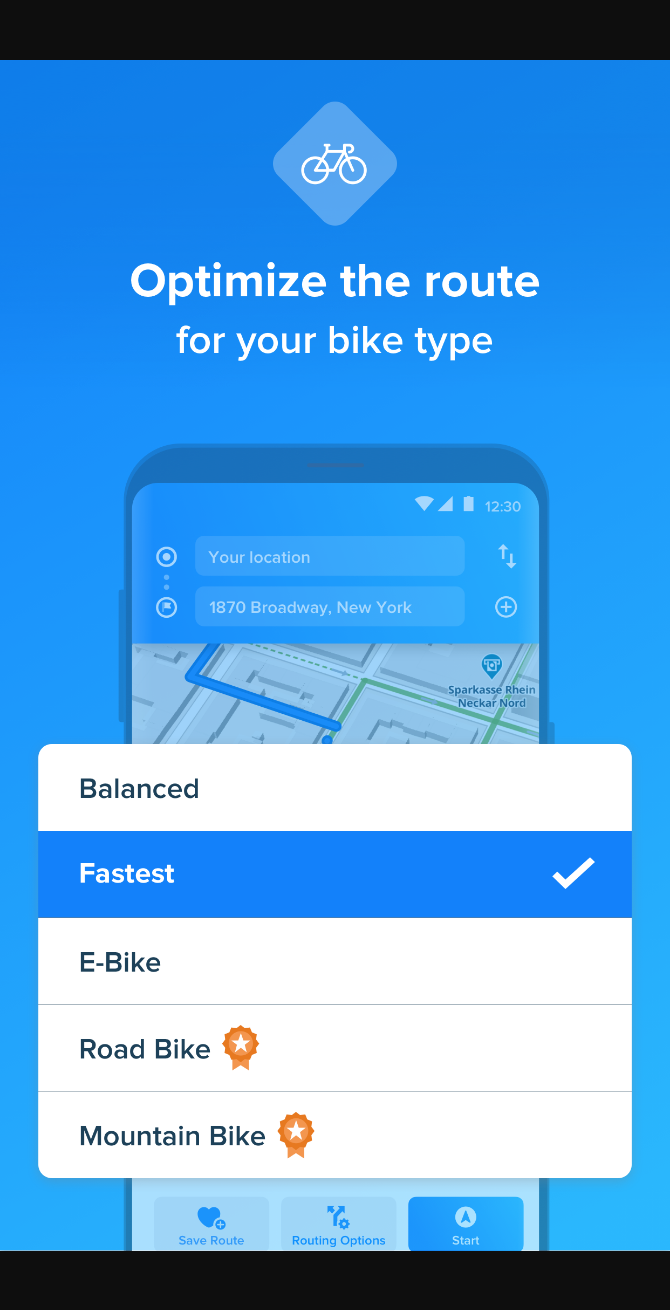 Optimize the route
for your bike type
12:30
Your location
1870 Broadway, New York
Sparkasse Rhein
Neckar Nord
Balanced
Fastest
E-Bike
Road Bike
Mountain Bike
Save Route
Routing Options
Start